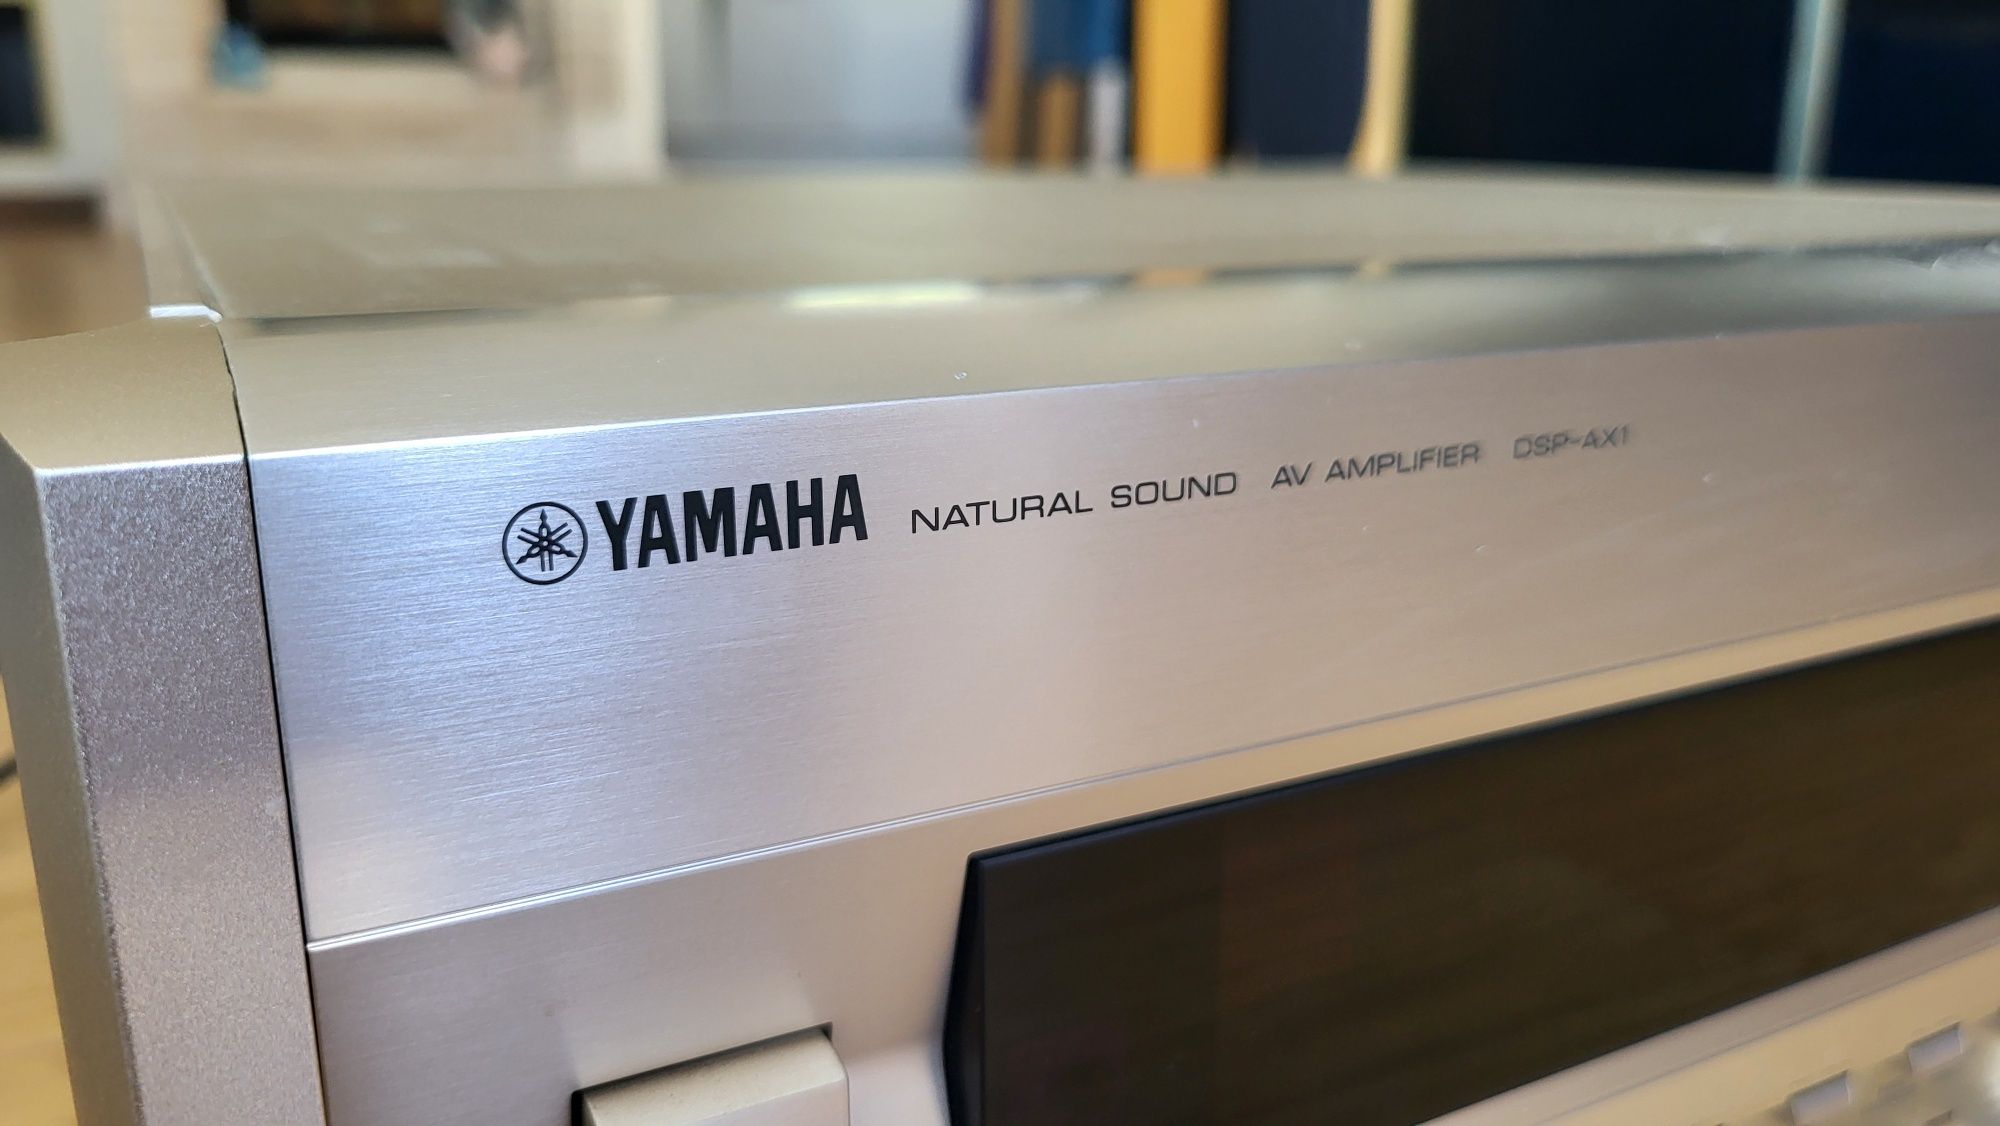 YAMAHA NATURAL SOUND AV AMPLIFIER DSP-AX1